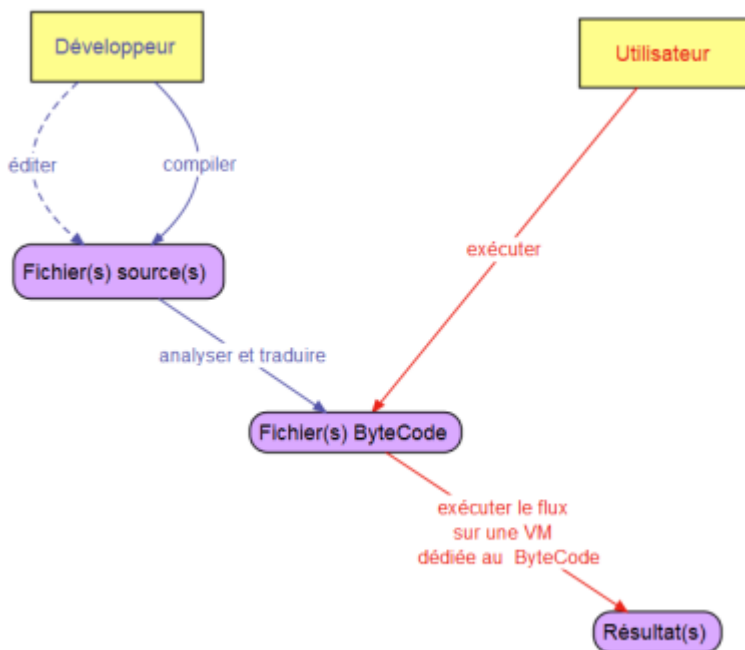 Développeur
Utilisateur
éditer
compiler
exécuter
Fichier(s) source(s)
analyser et traduire
Fichier(s) ByteCode
exécuter le flux
sur une VM
dédiée au ByteCode
Résultat(s)